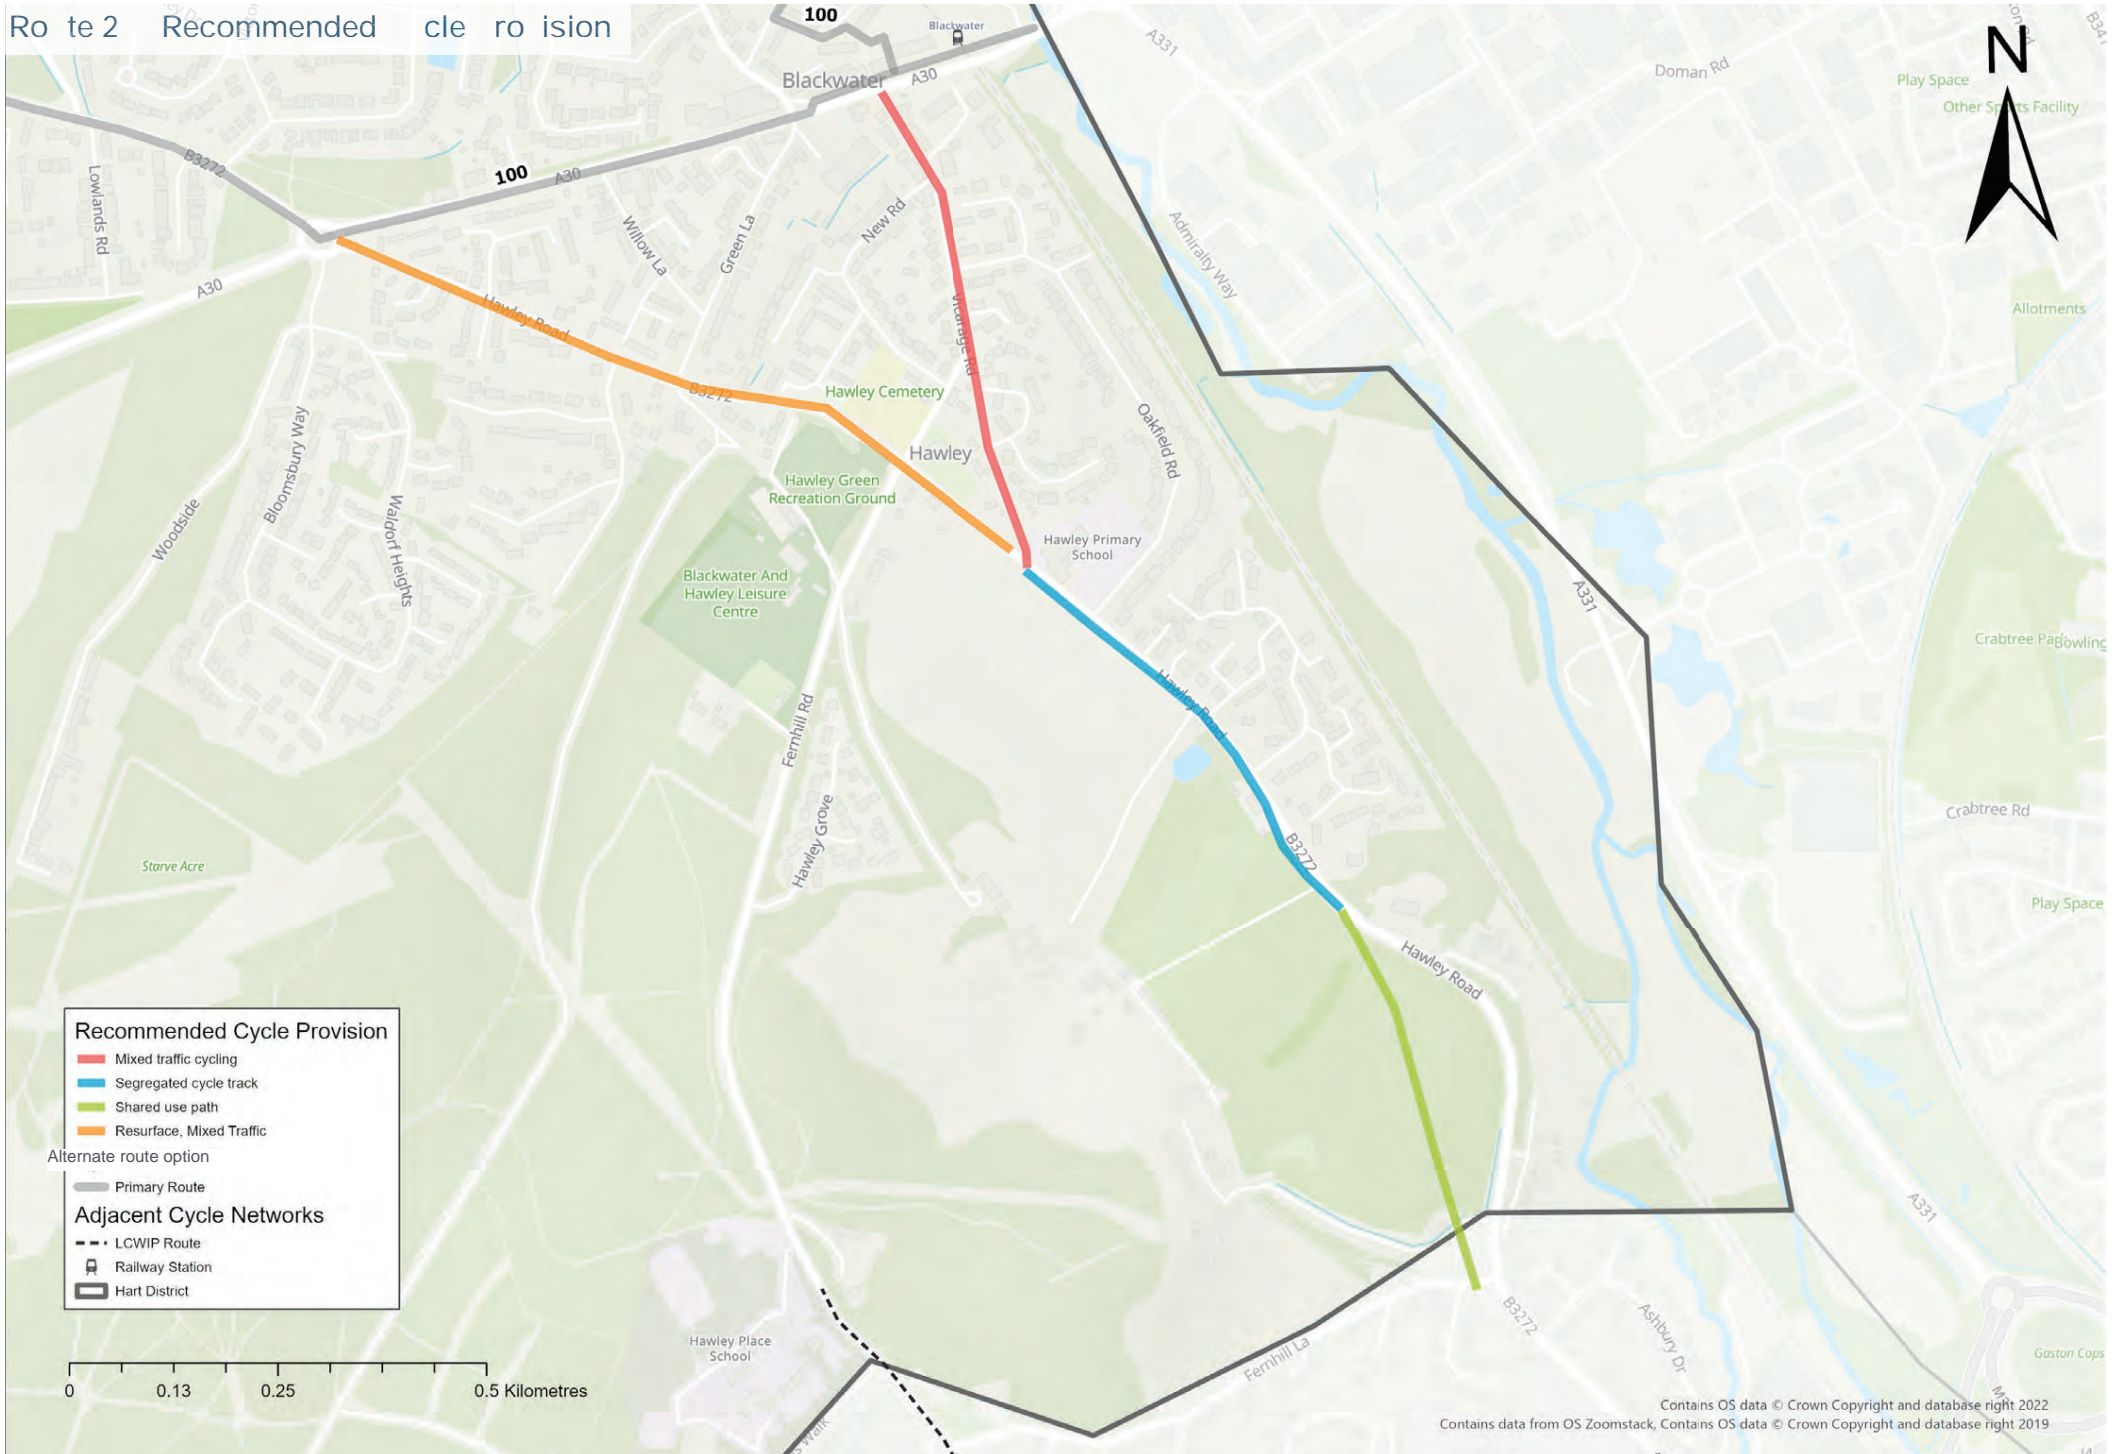 Ro te 2 Recommended cle ro ision
100
Blackwater
Blackwater
A30
A331
Doman Rd
Play Space
Other Sports Facility
N
B3272
100
A30
Lowlands Rd
A30
Willow La
Green La
New Rd
Admiralty Way
Allotments
Hawley Road
B3272
Vicarage Rd
Hawley Cemetery
Hawley
Oakfield Rd
Hawley Green
Recreation Ground
Bloomsbury Way
Waldorf Heights
Woodside
Hawley Primary
School
Blackwater And
Hawley Leisure
Centre
A331
Crabtree Pa
Bowling
Hawley Road
Fernhill Rd
Hawley Grove
Crabtree Rd
B3272
Starve Acre
Play Space
Hawley Road
Recommended Cycle Provision
Mixed traffic cycling
Segregated cycle track
Shared use path
Resurface, Mixed Traffic
Alternate route option
Primary Route
Adjacent Cycle Networks
LCWIP Route
Railway Station
Hart District
A331
B3272
Ashbury Dr
Fernhill La
Hawley Place
School
Gaston Cops
0 0.13 0.25 0.5 Kilometres
Contains OS data © Crown Copyright and database right 2022
Contains data from OS Zoomstack, Contains OS data © Crown Copyright and database right 2019